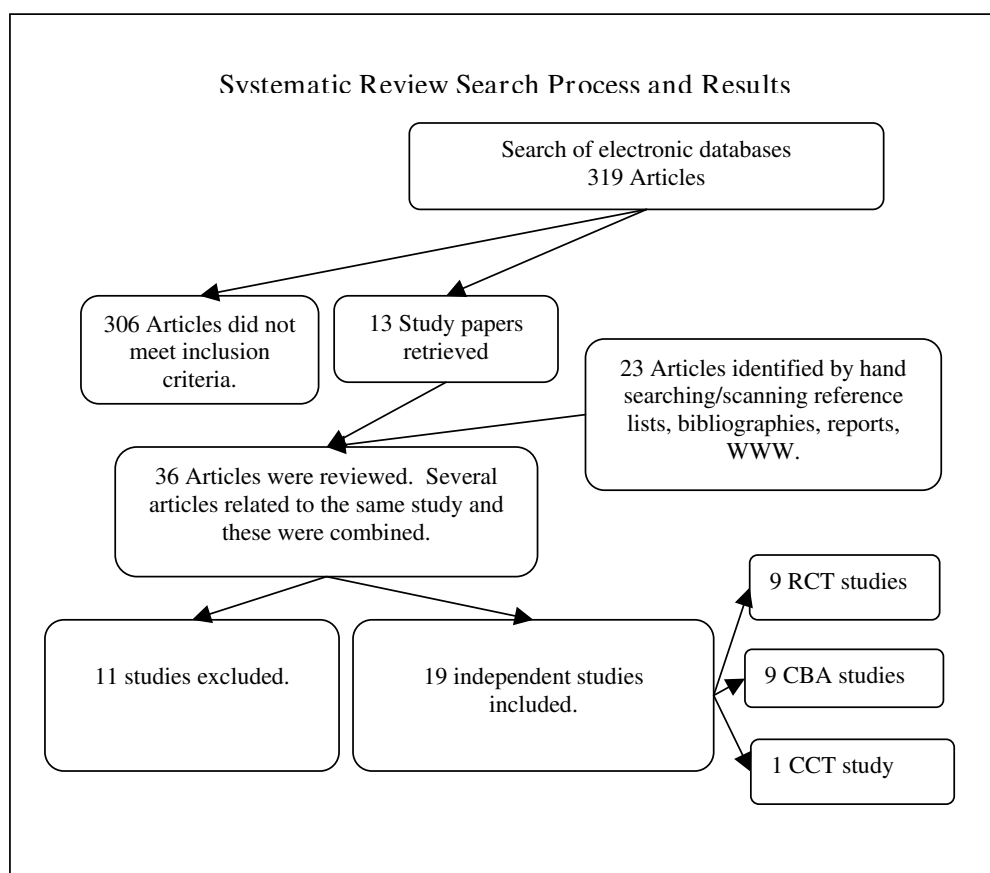 Systematic Review Search Process and Results
Search of electronic databases
319 Articles
306 Articles did not
meet inclusion
criteria.
13 Study papers
retrieved
23 Articles identified by hand
searching/scanning reference
lists, bibliographies, reports,
WWW.
36 Articles were reviewed. Several
articles related to the same study and
these were combined.
9 RCT studies
11 studies excluded.
19 independent studies
included.
9 CBA studies
1 CCT study